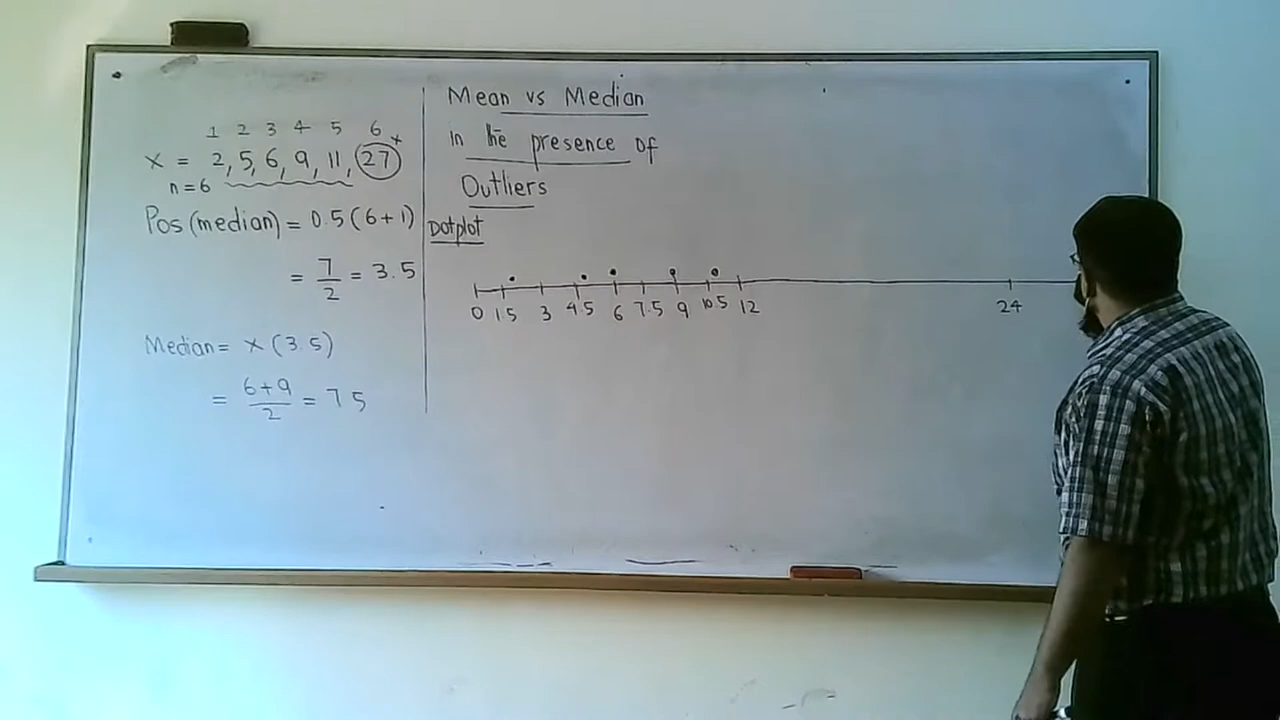 1 2 3 4 5 6
x = 2, 5, 6, 9, 11, 27 *
n = 6
Pos (median) = 0.5 (6+1)
= 7/2 = 3.5
Median = x (3.5)
= 6+9/2 = 7.5
Mean vs Median
in the presence of
Outliers
Dotplot
0 1.5 3 4.5 6 7.5 9 10.5 12 24